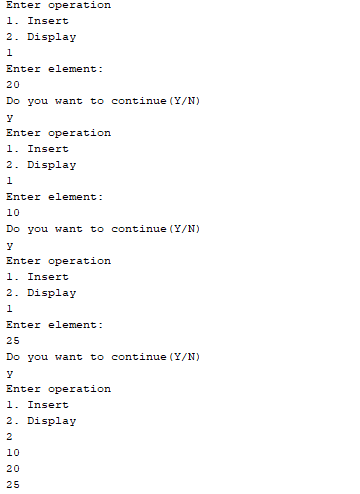 Enter operation
1. Insert
2. Display
1
Enter element:
20
Do you want to continue(Y/N)
y
Enter operation
1. Insert
2. Display
1
Enter element:
10
Do you want to continue(Y/N)
y
Enter operation
1. Insert
2. Display
1
Enter element:
25
Do you want to continue(Y/N)
y
Enter operation
1. Insert
2. Display
2
10
20
25